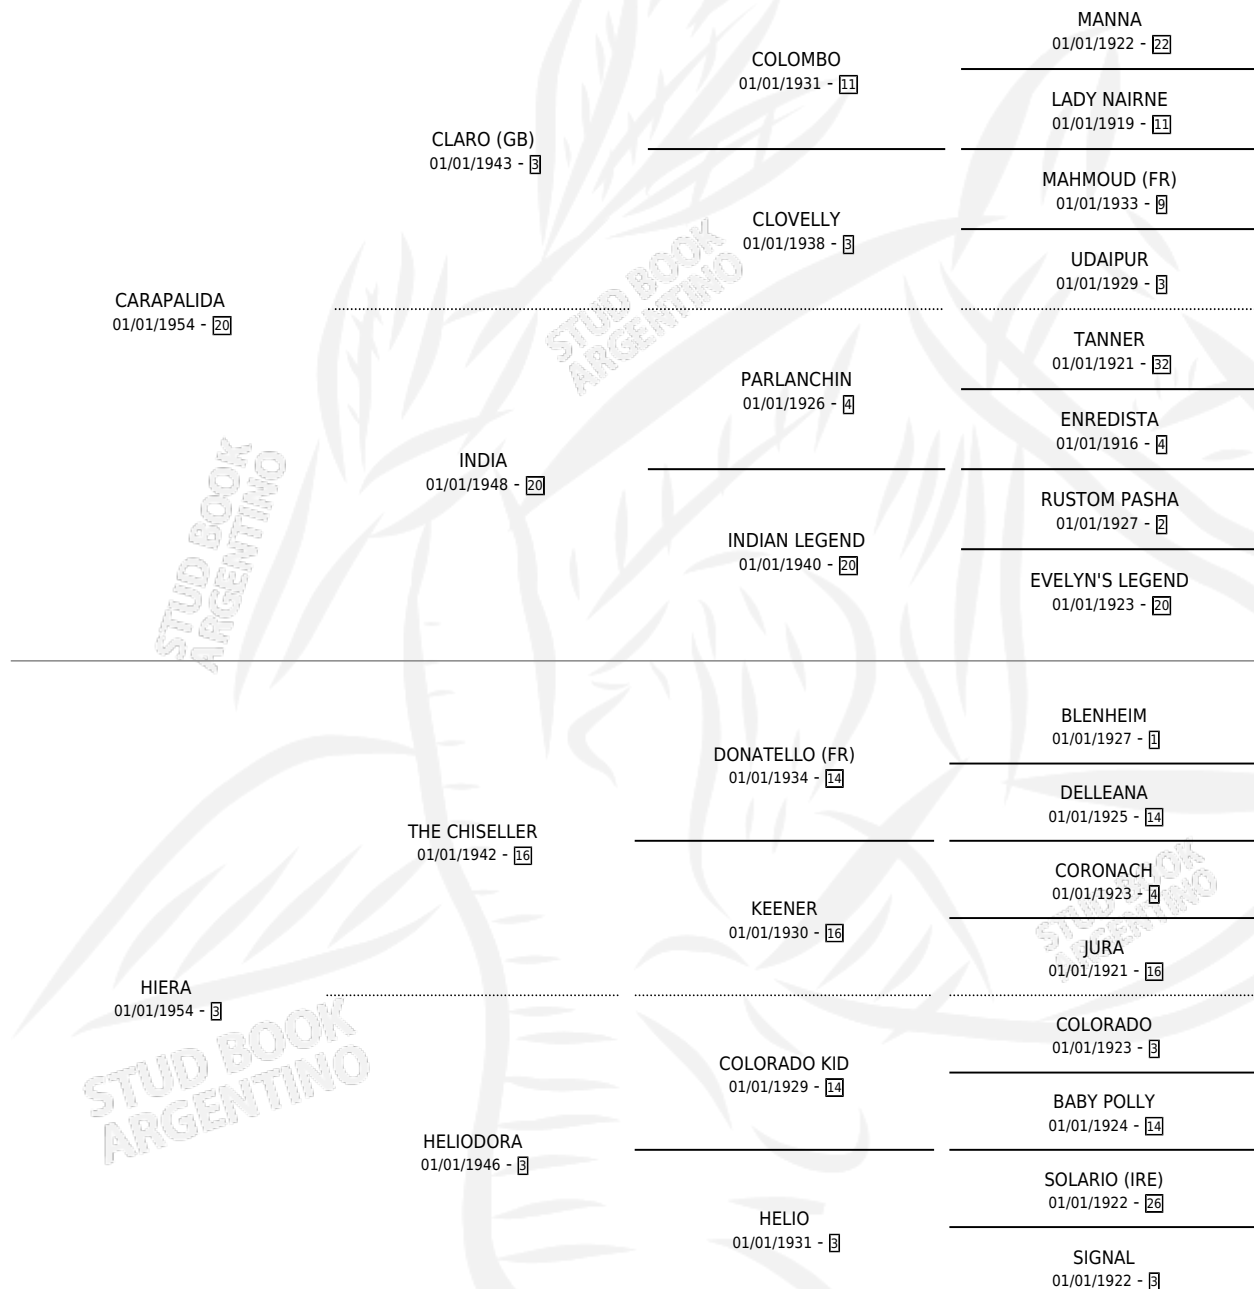 CARAPALIDA
01/01/1954 - 20
CLARO (GB)
01/01/1943 - 3
INDIA
01/01/1948 - 20
COLOMBO
01/01/1931 - 11
CLOVELLY
01/01/1938 - 3
PARLANCHIN
01/01/1926 - 4
INDIAN LEGEND
01/01/1940 - 20
MANNA
01/01/1922 - 22
LADY NAIRNE
01/01/1919 - 11
MAHMOUD (FR)
01/01/1933 - 9
UDAIPUR
01/01/1929 - 3
TANNER
01/01/1921 - 32
ENREDISTA
01/01/1916 - 4
RUSTOM PASHA
01/01/1927 - 2
EVELYN'S LEGEND
01/01/1923 - 20
HIERA
01/01/1954 - 3
THE CHISELLER
01/01/1942 - 16
HELIODORA
01/01/1946 - 3
DONATELLO (FR)
01/01/1934 - 14
KEENER
01/01/1930 - 16
COLORADO KID
01/01/1929 - 14
HELIO
01/01/1931 - 3
BLENHEIM
01/01/1927 - 1
DELLEANA
01/01/1925 - 14
CORONACH
01/01/1923 - 4
JURA
01/01/1921 - 16
COLORADO
01/01/1923 - 3
BABY POLLY
01/01/1924 - 14
SOLARIO (IRE)
01/01/1922 - 26
SIGNAL
01/01/1922 - 3
STUD BOOK
ARGENTINO
STUD BOOK
ARGENTINO
STUD BOOK
ARGENTINO
STUD BOOK
ARGENTINO